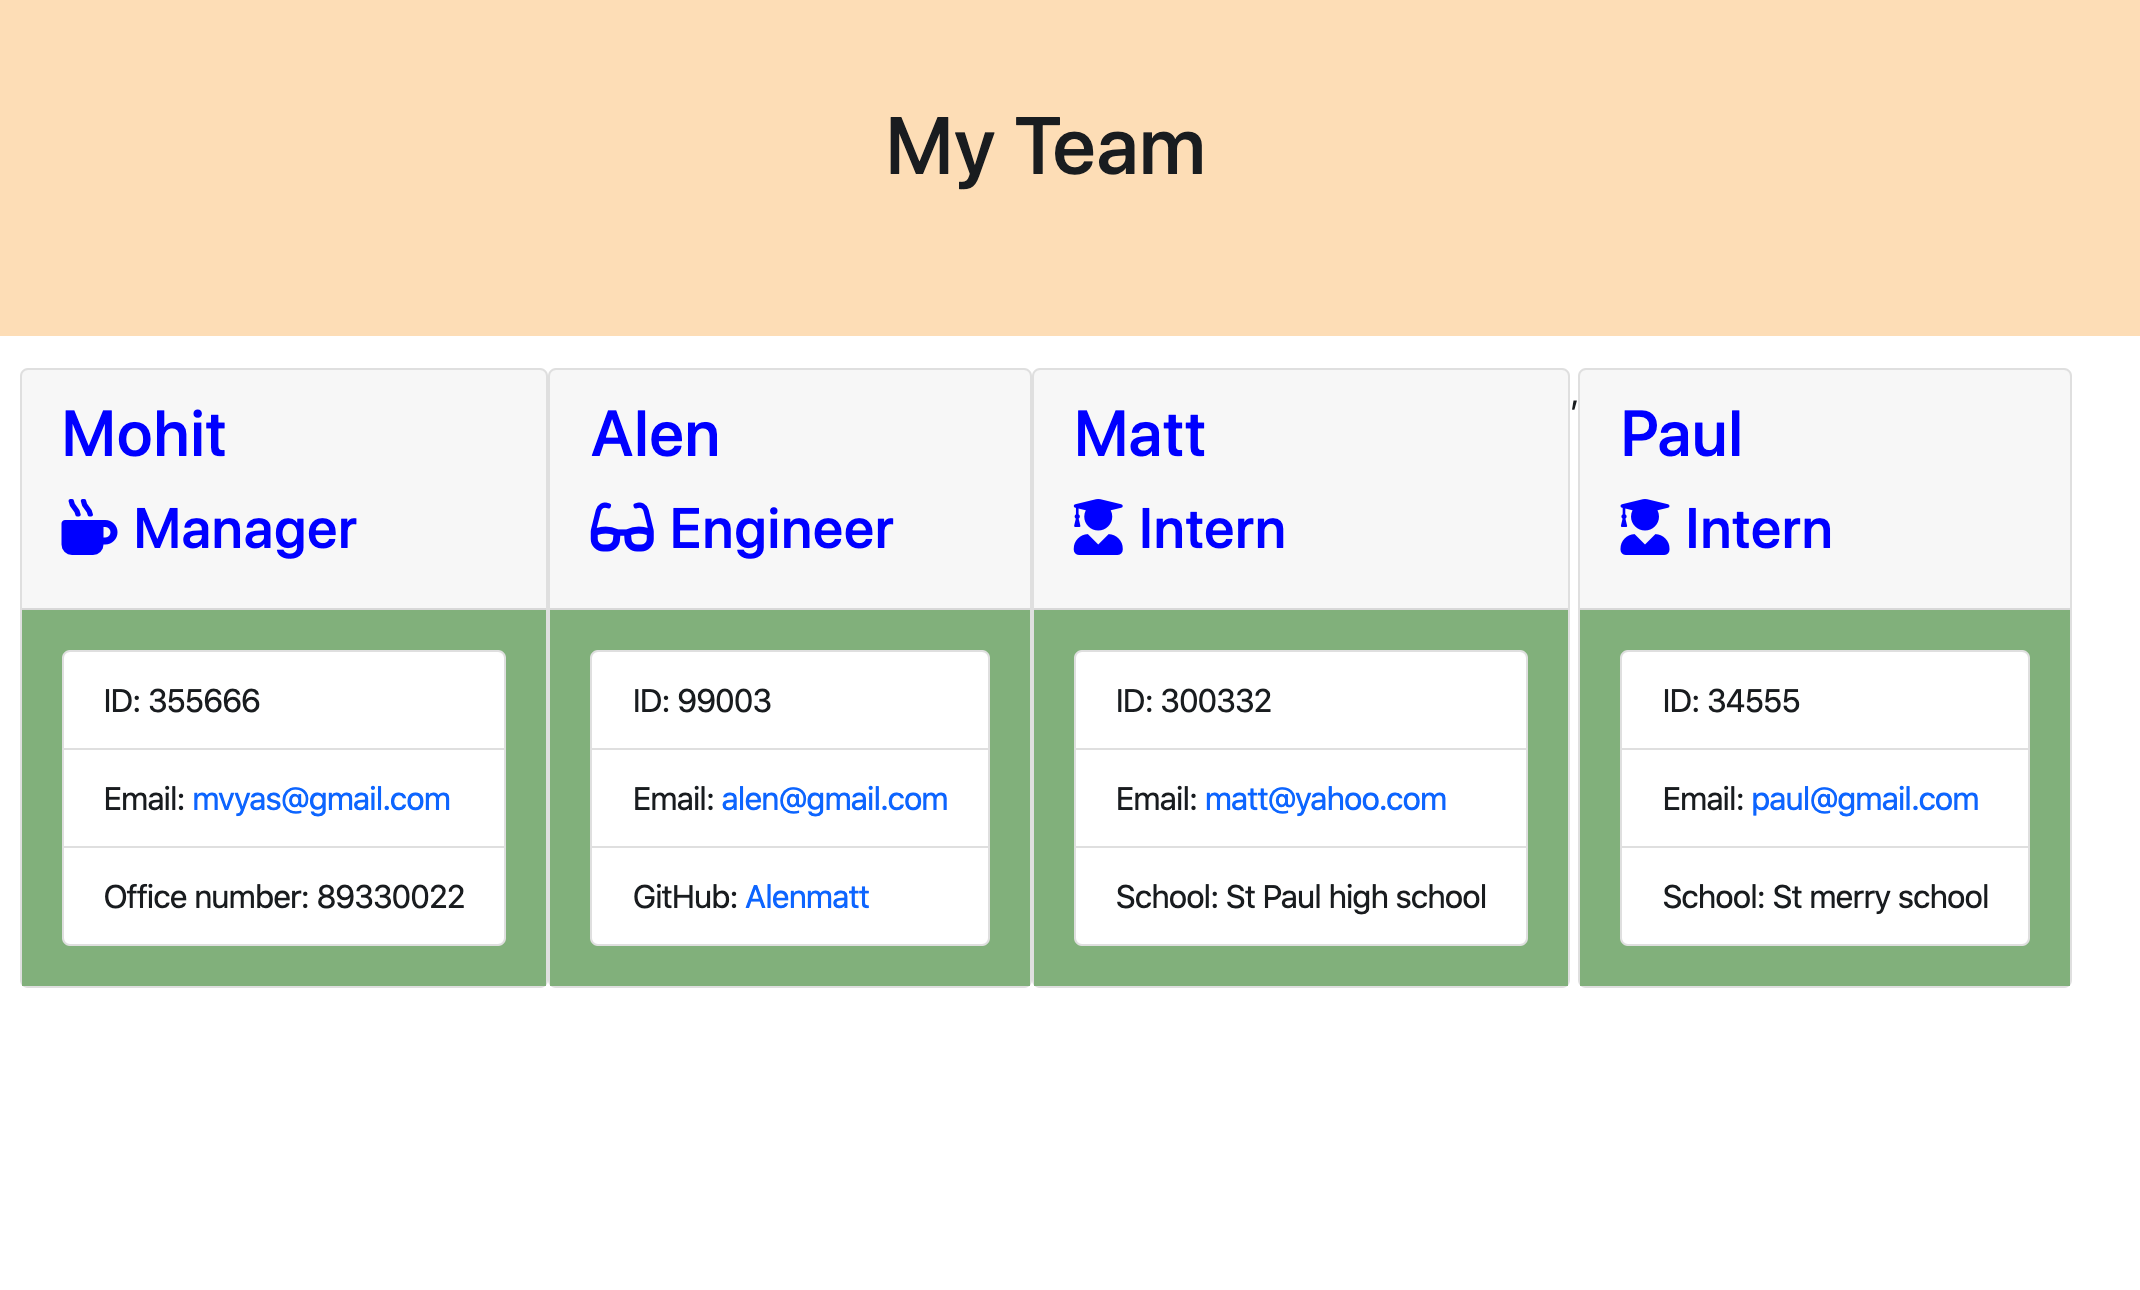 My Team
Mohit
Manager
ID: 355666
Email: mvyas@gmail.com
Office number: 89330022
Alen
Engineer
ID: 99003
Email: alen@gmail.com
GitHub: Alenmatt
Matt
Intern
ID: 300332
Email: matt@yahoo.com
School: St Paul high school
,
Paul
Intern
ID: 34555
Email: paul@gmail.com
School: St merry school